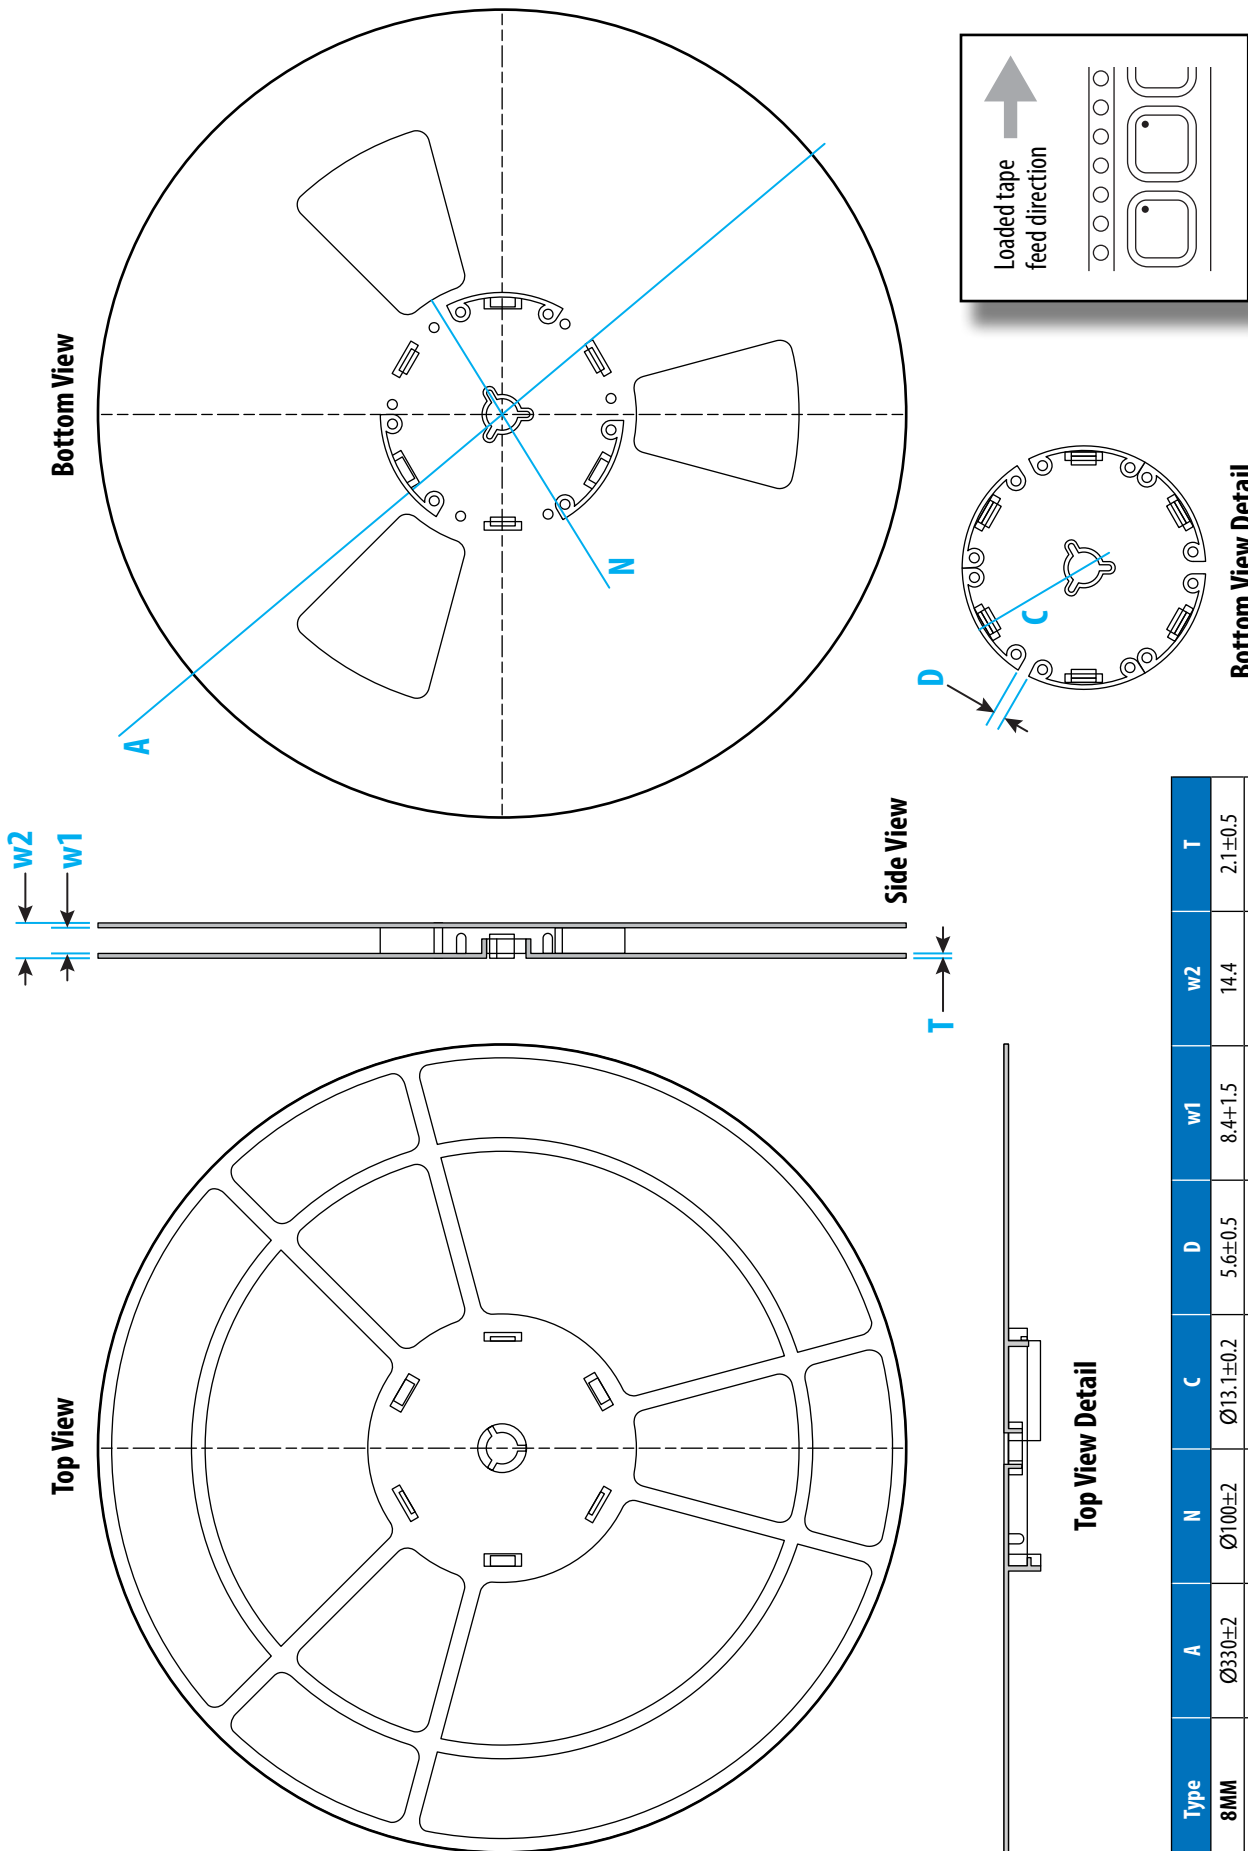 Top View
Bottom View
w2
w1
A
N
T
Side View
D
C
Loaded tape
feed direction
Top View Detail
Bottom View Detail
Type A N C D w1 w2 T
8MM Ø330±2 Ø100±2 Ø13.1±0.2 5.6±0.5 8.4+1.5 14.4 2.1±0.5